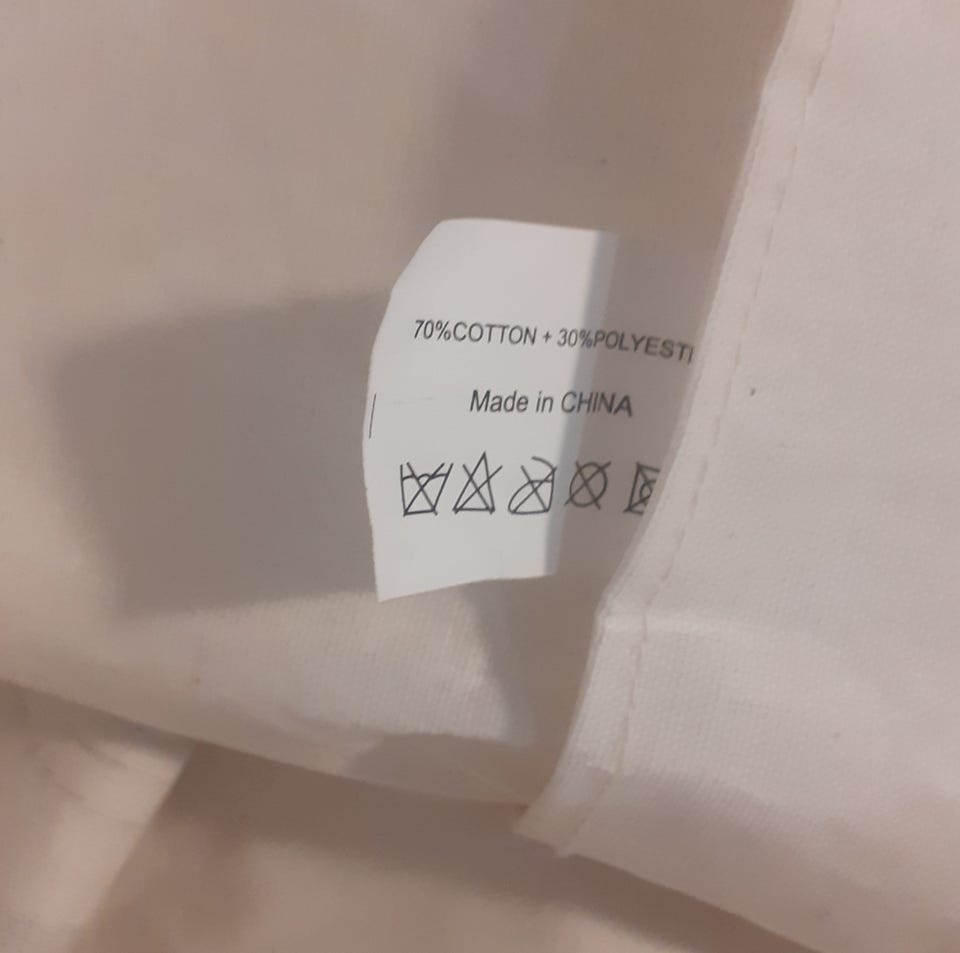 70%COTTON + 30%POLYEST
Made in CHINA